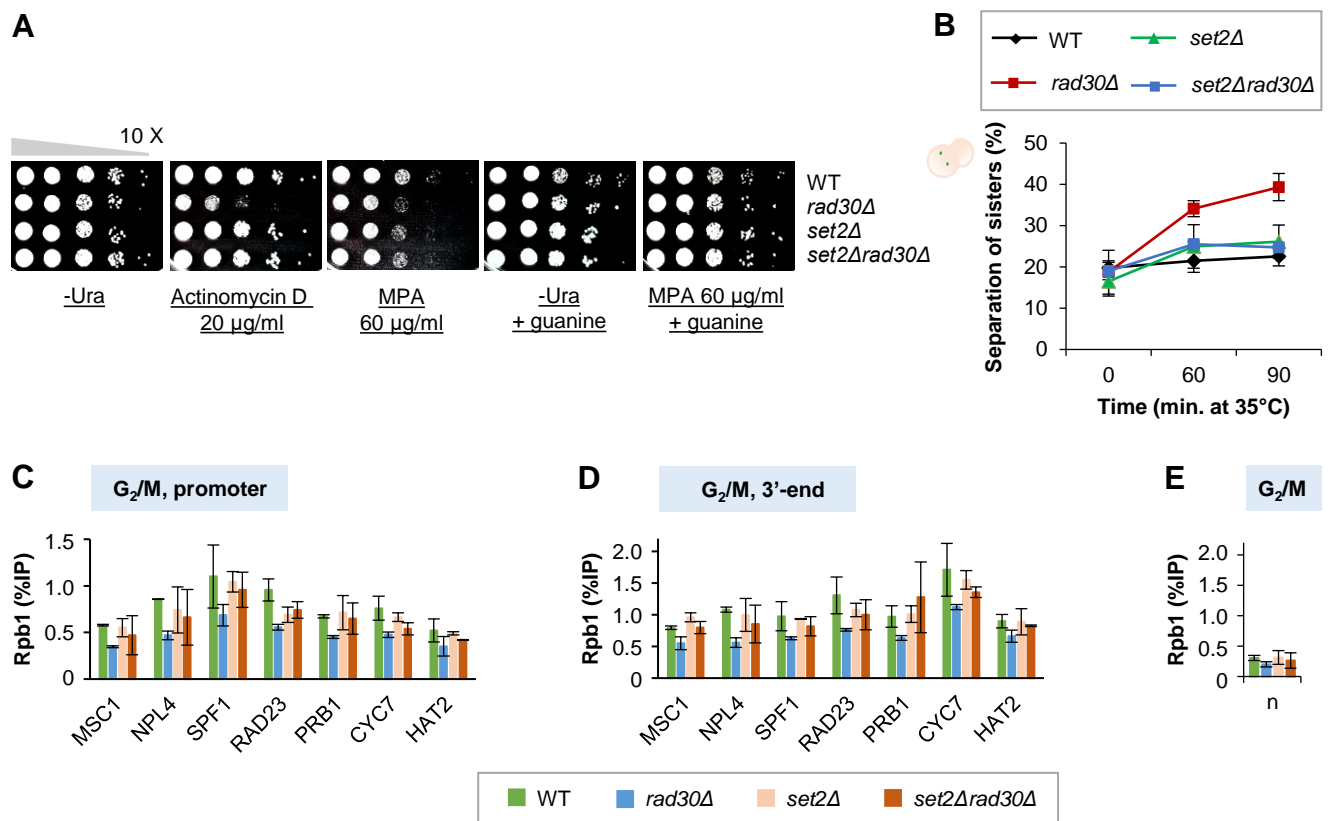 A
10 X
WT
rad30Δ
set2Δ
set2Δrad30Δ
-Ura
Actinomycin D
20 µg/ml
MPA
60 µg/ml
-Ura
+ guanine
MPA 60 µg/ml
+ guanine
B
WT
set2Δ
rad30Δ
set2Δrad30Δ
Separation of sisters (%)
50
40
30
20
10
0
0 60 90
Time (min. at 35°C)
C
G2/M, promoter
Rpb1 (%IP)
1.5
1.0
0.5
0
MSC1 NPL4 SPF1 RAD23 PRB1 CYC7 HAT2
D
G2/M, 3’-end
Rpb1 (%IP)
2.0
1.5
1.0
0.5
0
MSC1 NPL4 SPF1 RAD23 PRB1 CYC7 HAT2
E
G2/M
Rpb1 (%IP)
2.0
1.5
1.0
0.5
0
n
WT rad30Δ set2Δ set2Δrad30Δ